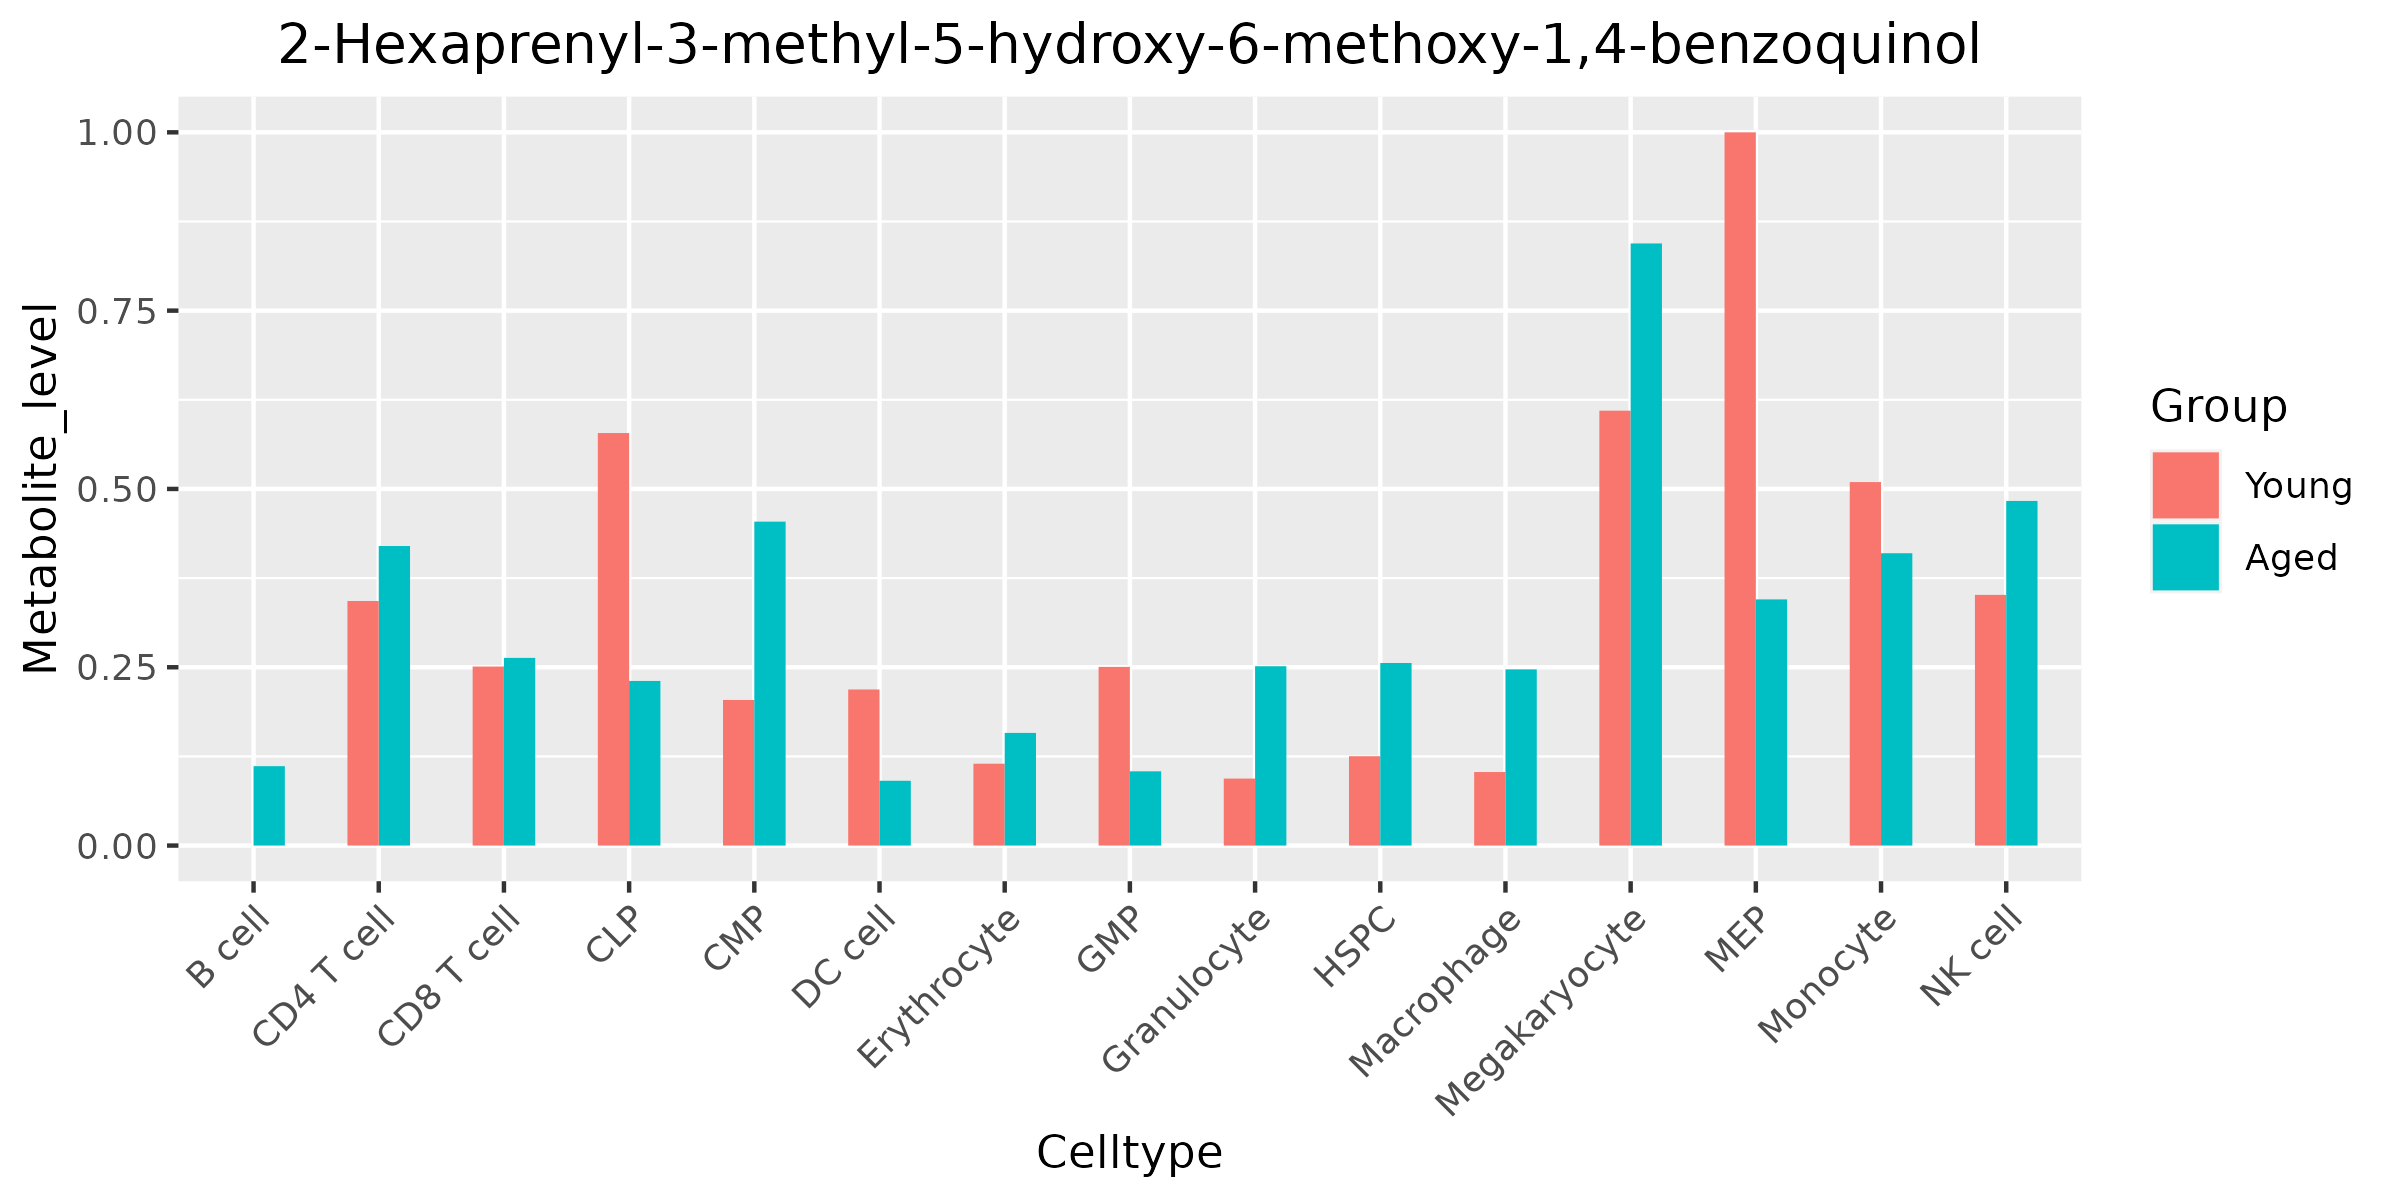 2-Hexaprenyl-3-methyl-5-hydroxy-6-methoxy-1,4-benzoquinol
Metabolite_level
1.00
0.75
0.50
0.25
0.00
B cell
CD4 T cell
CD8 T cell
CLP
CMP
DC cell
Erythrocyte
GMP
Granulocyte
HSPC
Macrophage
Megakaryocyte
MEP
Monocyte
NK cell
Celltype
Group
Young
Aged